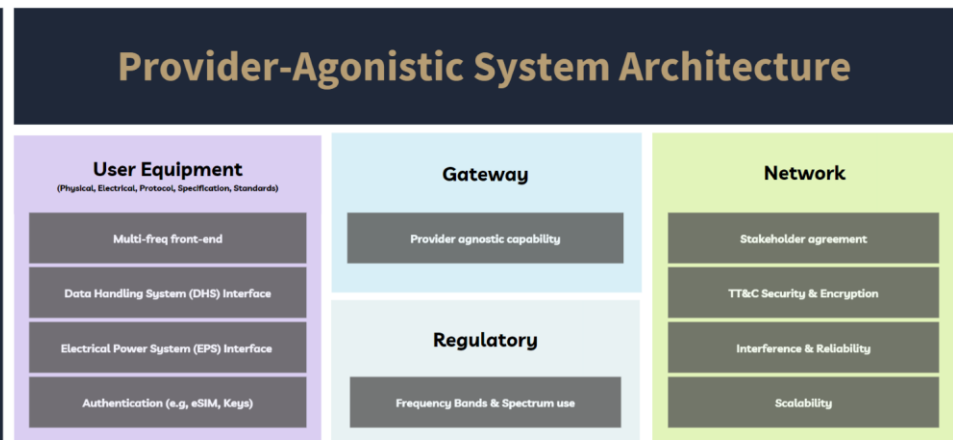 Provider-Agonistic System Architecture
User Equipment
(Physical, Electrical, Protocol, Specification, Standards)
Multi-freq front-end
Data Handling System (DHS) Interface
Electrical Power System (EPS) Interface
Authentication (e.g, eSIM, Keys)
Gateway
Provider agnostic capability
Regulatory
Frequency Bands & Spectrum use
Network
Stakeholder agreement
TT&C Security & Encryption
Interference & Reliability
Scalability